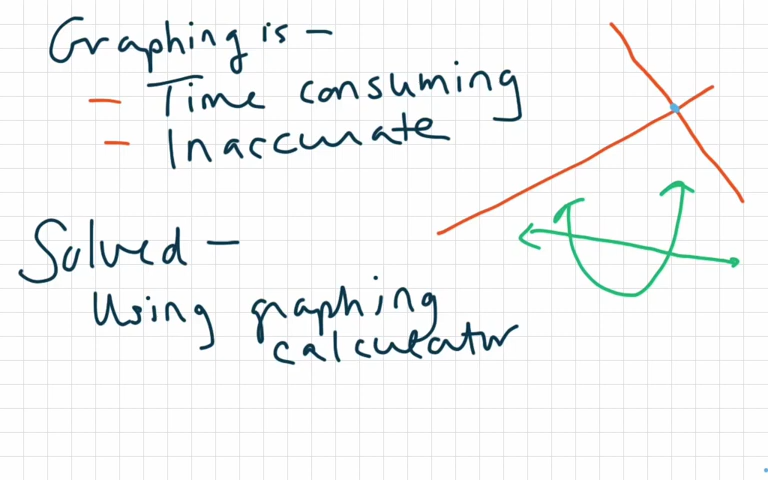 Graphing is -
- Time consuming
- Inaccurate
Solved -
Using graphing
calculator